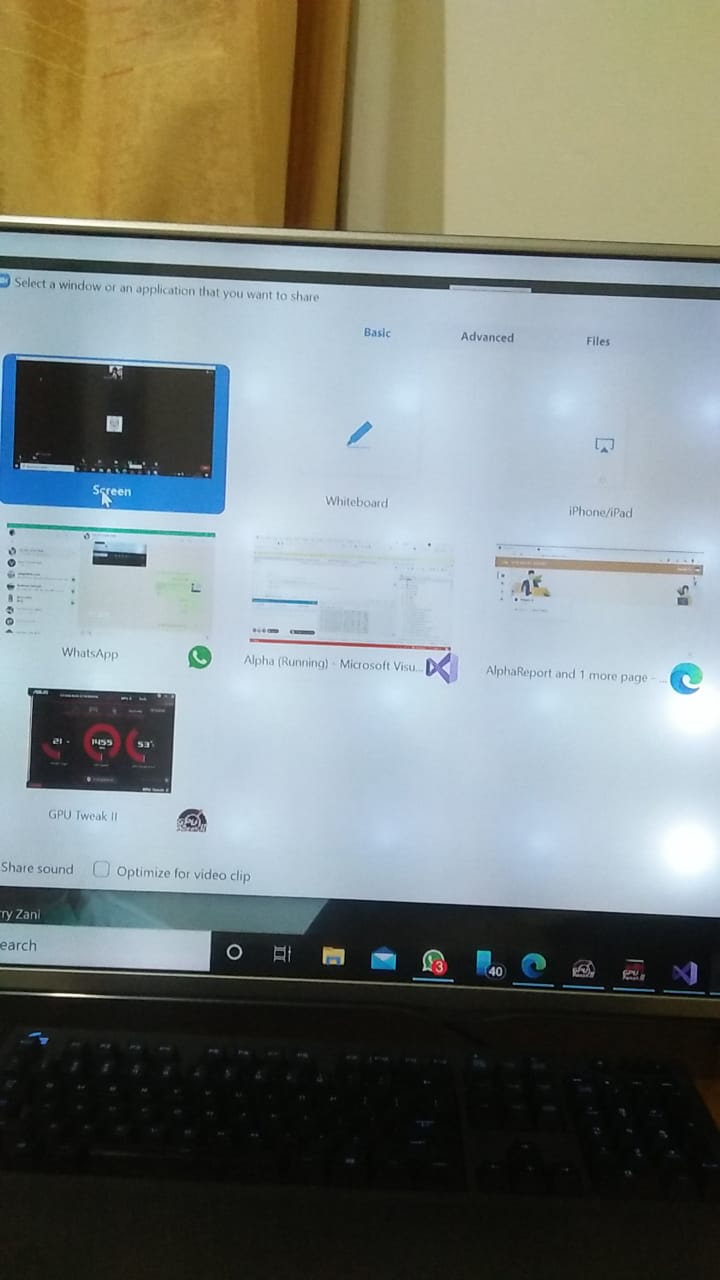 Select a window or an application that you want to share
Basic
Advanced
Files
Screen
Whiteboard
iPhone/iPad
WhatsApp
Alpha (Running) - Microsoft Visu...
AlphaReport and 1 more page - ...
ASUS
21
1455
53
GPU Tweak II
Share sound
Optimize for video clip
ry Zani
earch
3
40